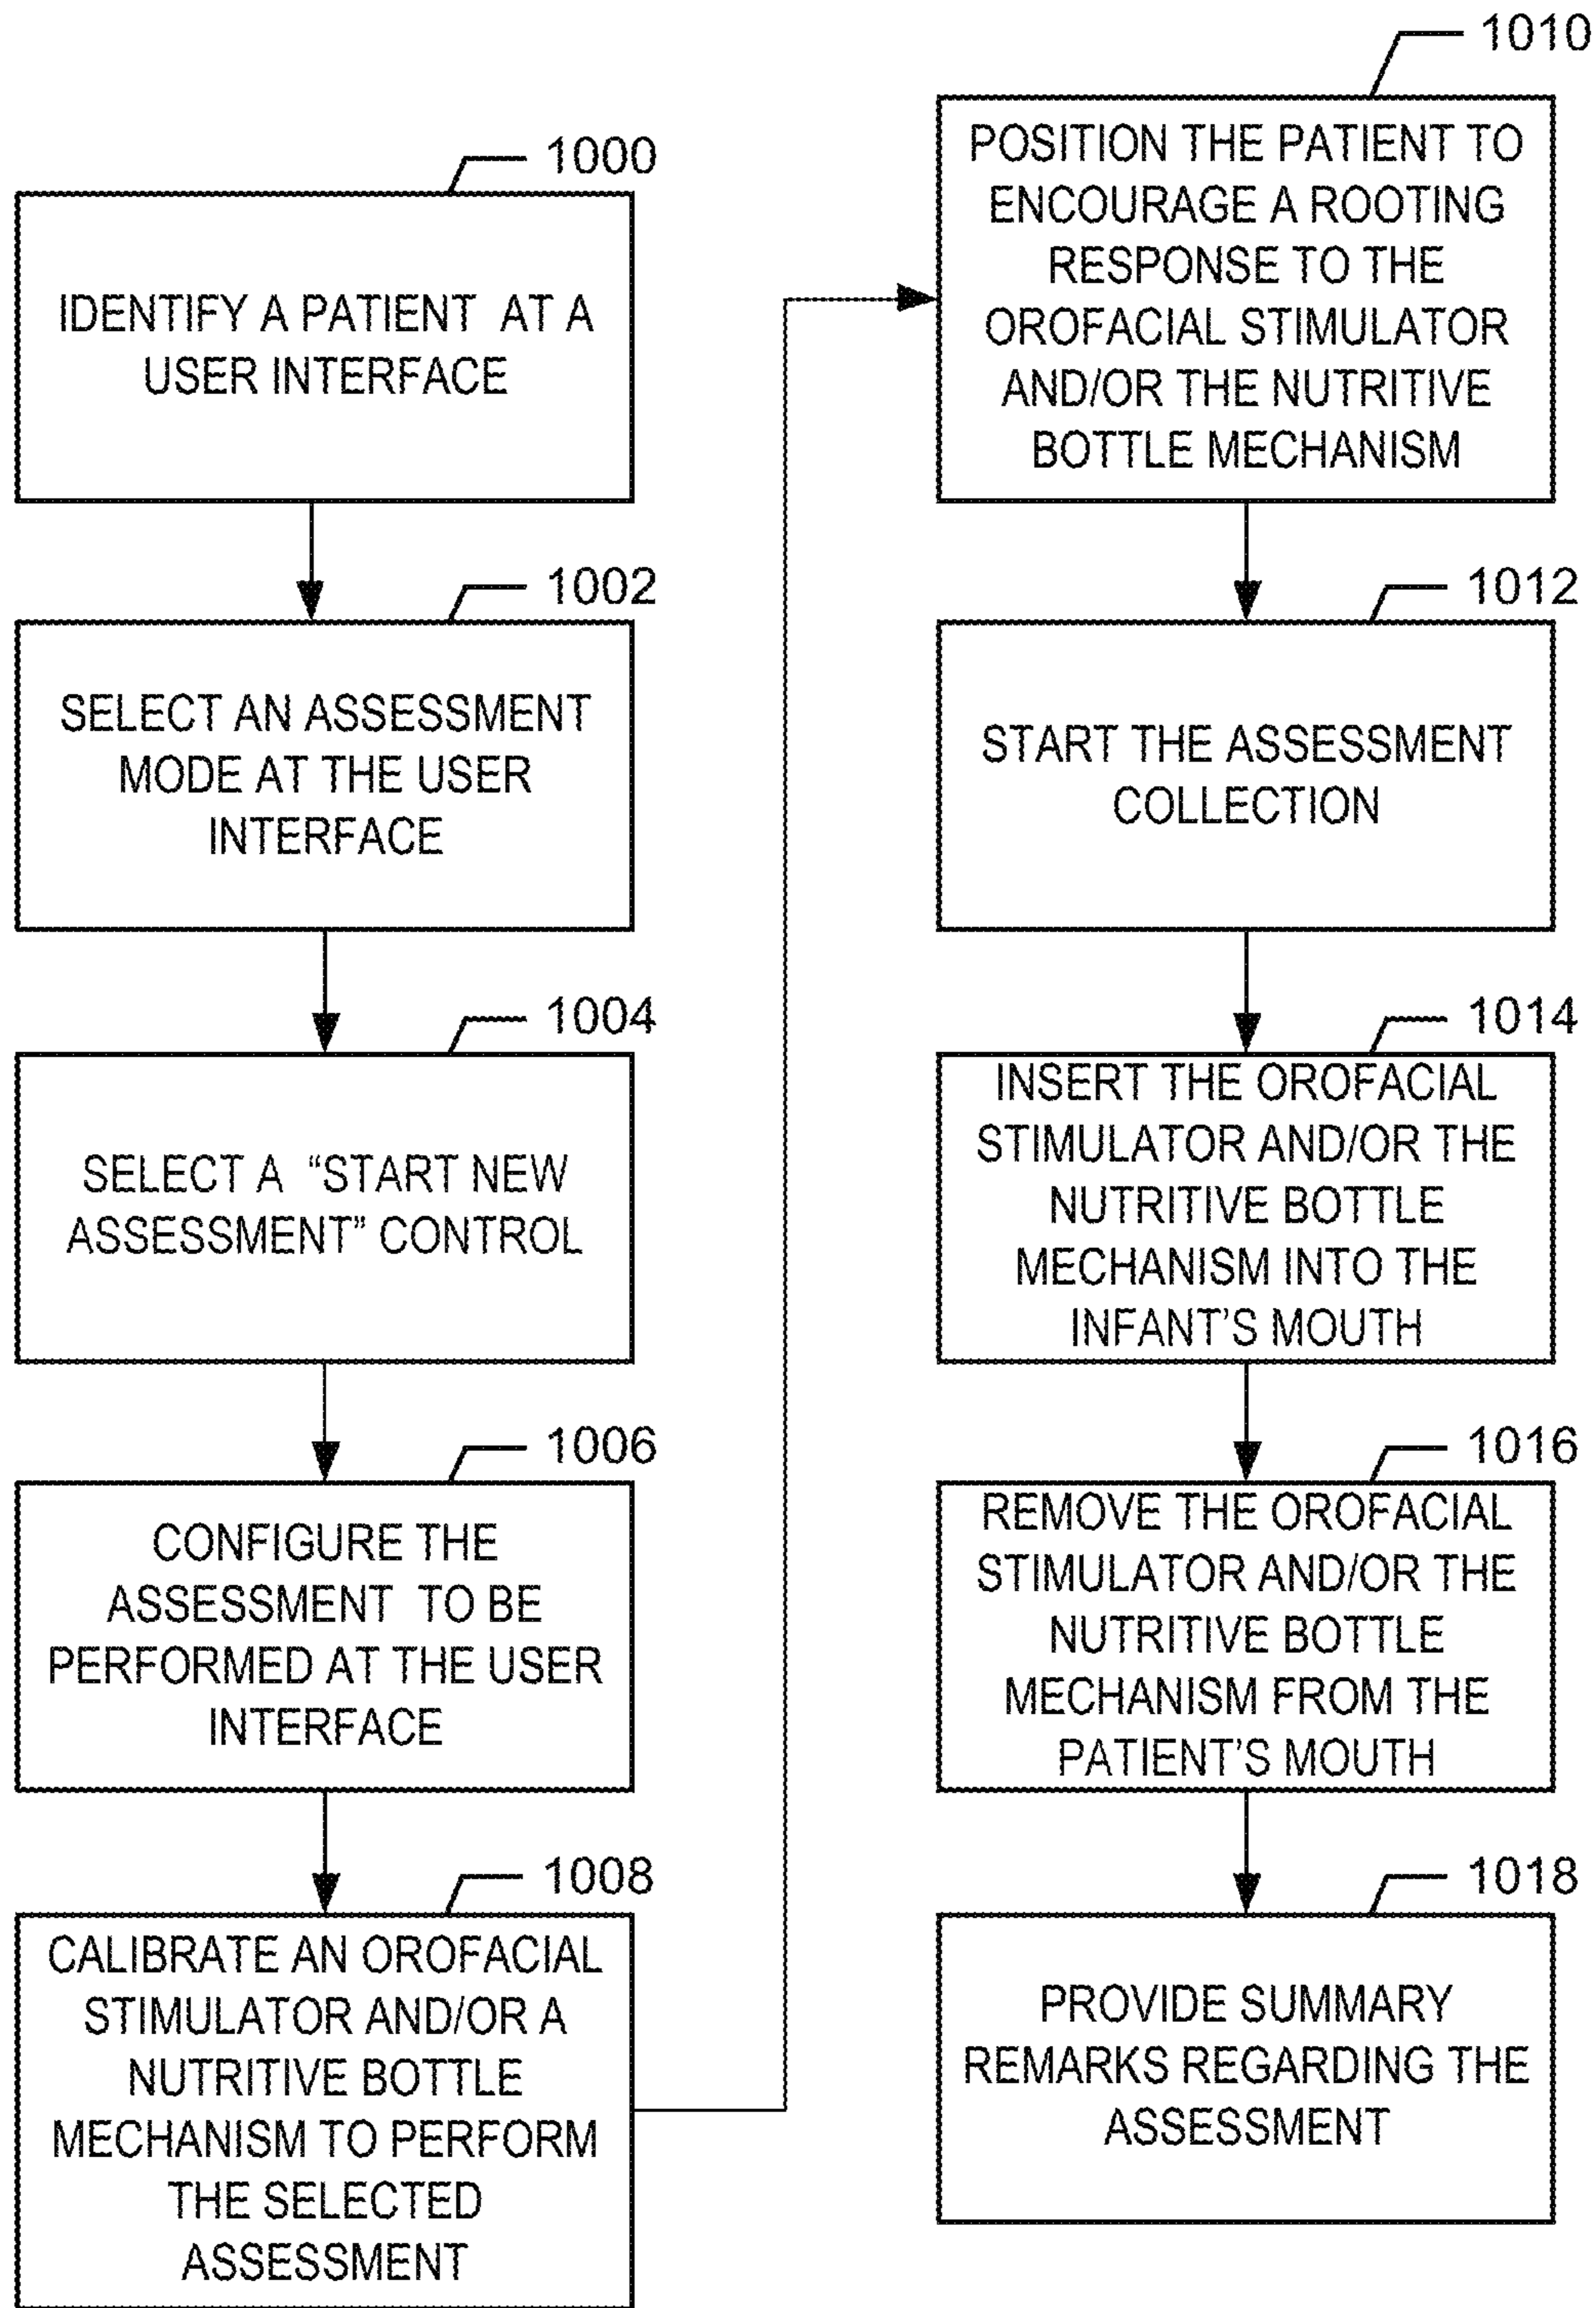 1000
IDENTIFY A PATIENT AT A
USER INTERFACE
1002
SELECT AN ASSESSMENT
MODE AT THE USER
INTERFACE
1004
SELECT A “START NEW
ASSESSMENT” CONTROL
1006
CONFIGURE THE
ASSESSMENT TO BE
PERFORMED AT THE USER
INTERFACE
1008
CALIBRATE AN OROFACIAL
STIMULATOR AND/OR A
NUTRITIVE BOTTLE
MECHANISM TO PERFORM
THE SELECTED
ASSESSMENT
1010
POSITION THE PATIENT TO
ENCOURAGE A ROOTING
RESPONSE TO THE
OROFACIAL STIMULATOR
AND/OR THE NUTRITIVE
BOTTLE MECHANISM
1012
START THE ASSESSMENT
COLLECTION
1014
INSERT THE OROFACIAL
STIMULATOR AND/OR THE
NUTRITIVE BOTTLE
MECHANISM INTO THE
INFANT’S MOUTH
1016
REMOVE THE OROFACIAL
STIMULATOR AND/OR THE
NUTRITIVE BOTTLE
MECHANISM FROM THE
PATIENT’S MOUTH
1018
PROVIDE SUMMARY
REMARKS REGARDING THE
ASSESSMENT